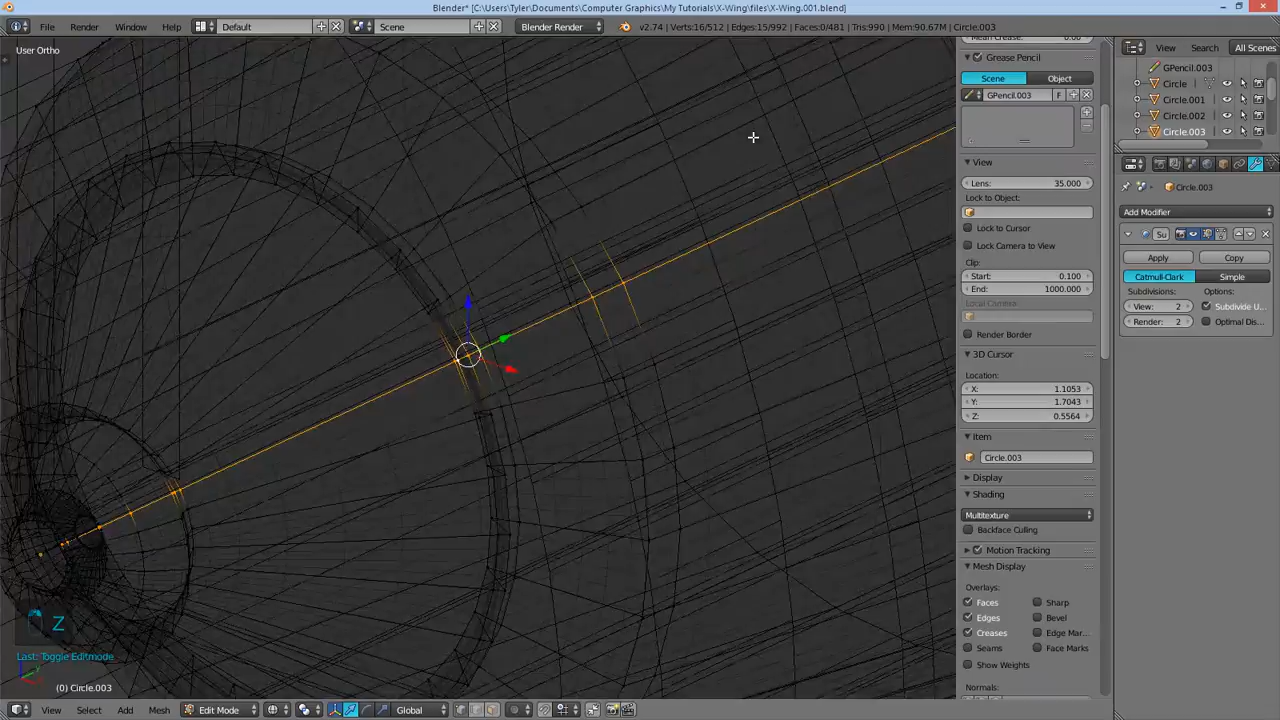 Blender* [C:\Users\Tyler\Documents\Computer Graphics\My Tutorials\X-Wing\files\X-Wing.001.blend]
File Render Window Help Default Scene Blender Render v2.74 | Verts:16/512 | Edges:15/992 | Faces:0/481 | Tris:990 | Mem:90.67M | Circle.003
User Ortho
Grease Pencil
Scene Object
GPencil.003 F
View
Lens: 35.000
Lock to Object:
Lock to Cursor
Lock Camera to View
Clip:
Start: 0.100
End: 1000.000
Local Camera:
Render Border
3D Cursor
Location:
X: 1.1053
Y: 1.7043
Z: 0.5564
Item
Circle.003
Display
Shading
Multitexture
Backface Culling
Motion Tracking
Mesh Display
Overlays:
Faces Sharp
Edges Bevel
Creases Edge Mar...
Seams Face Marks
Show Weights
Normals:
View Search All Scenes
GPencil.003
Circle
Circle.001
Circle.002
Circle.003
Circle.003
Add Modifier
Su
Apply Copy
Catmull-Clark Simple
Subdivisions: Options:
View: 2 Subdivide U...
Render: 2 Optimal Dis...
Z
Last: Toggle Editmode
(0) Circle.003
View Select Add Mesh Edit Mode Global